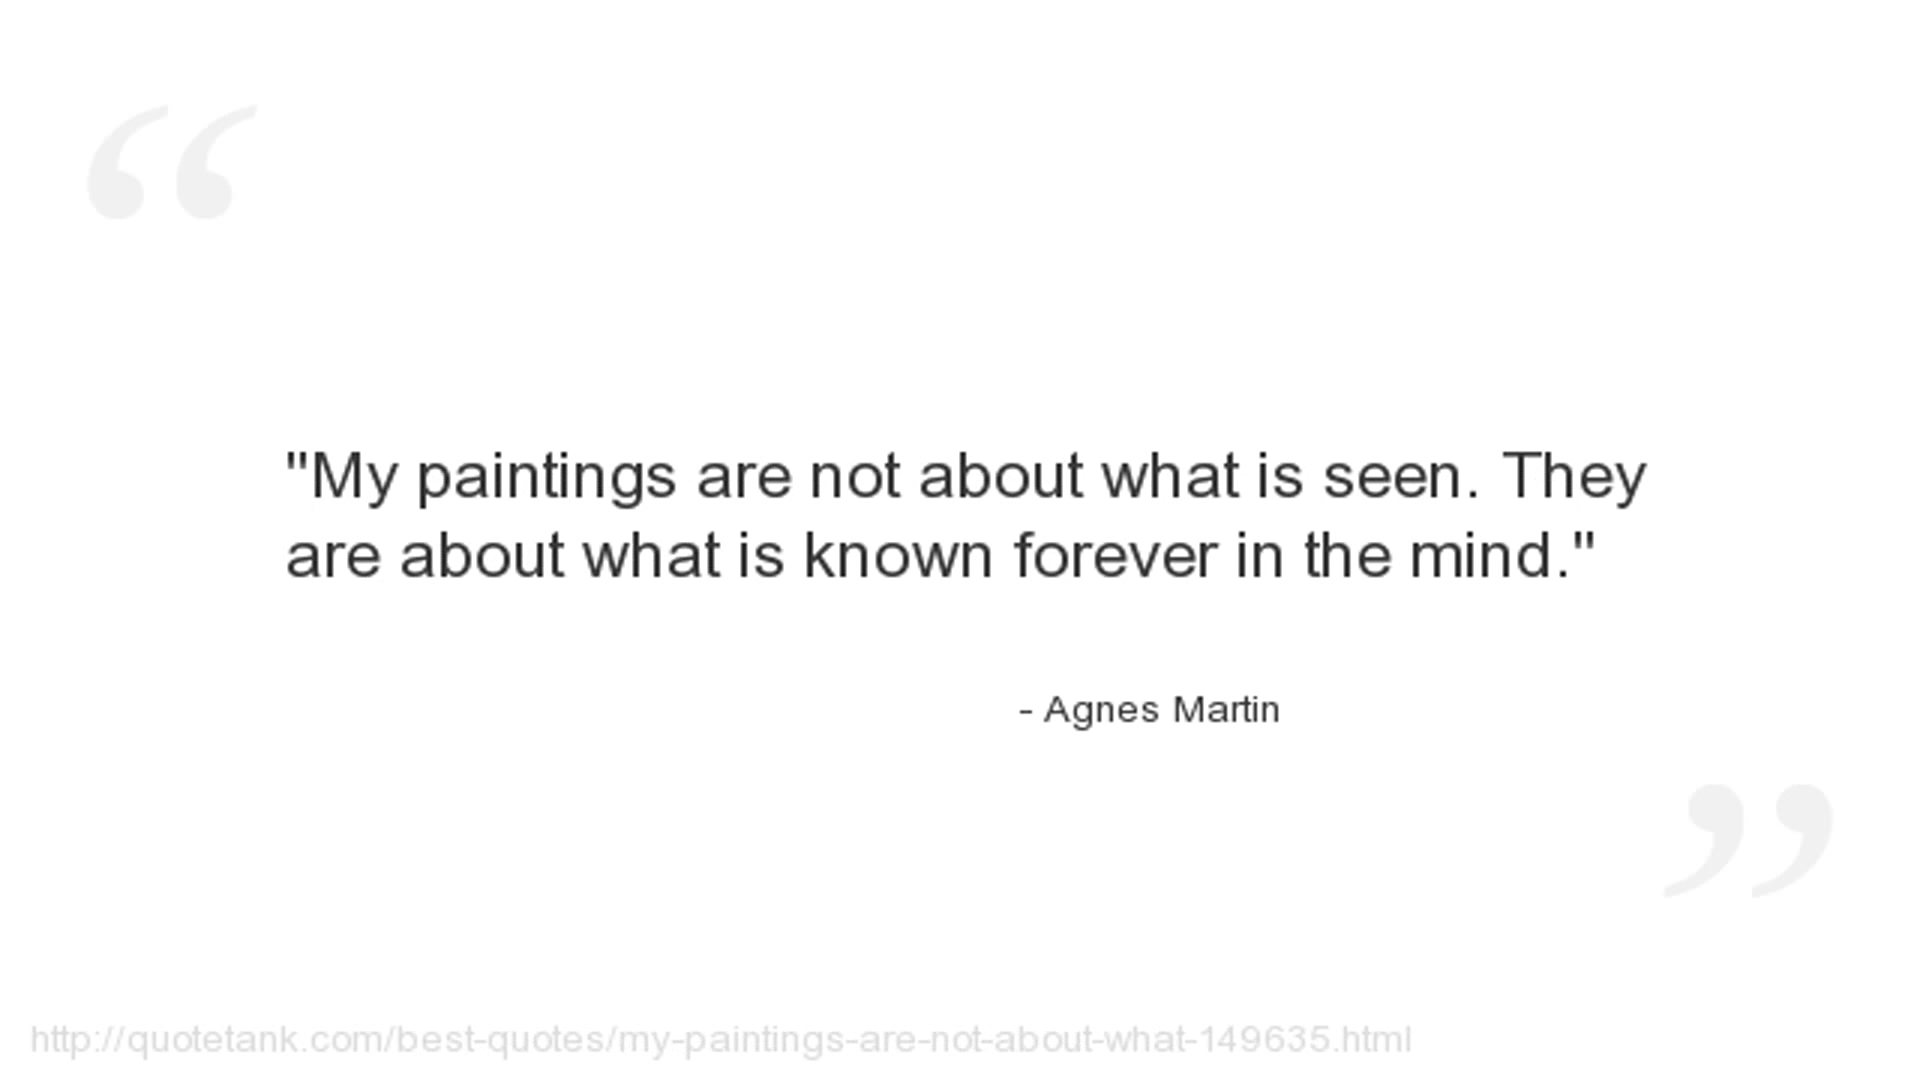 "My paintings are not about what is seen. They
are about what is known forever in the mind."
- Agnes Martin
http://quotetank.com/best-quotes/my-paintings-are-not-about-what-149635.html